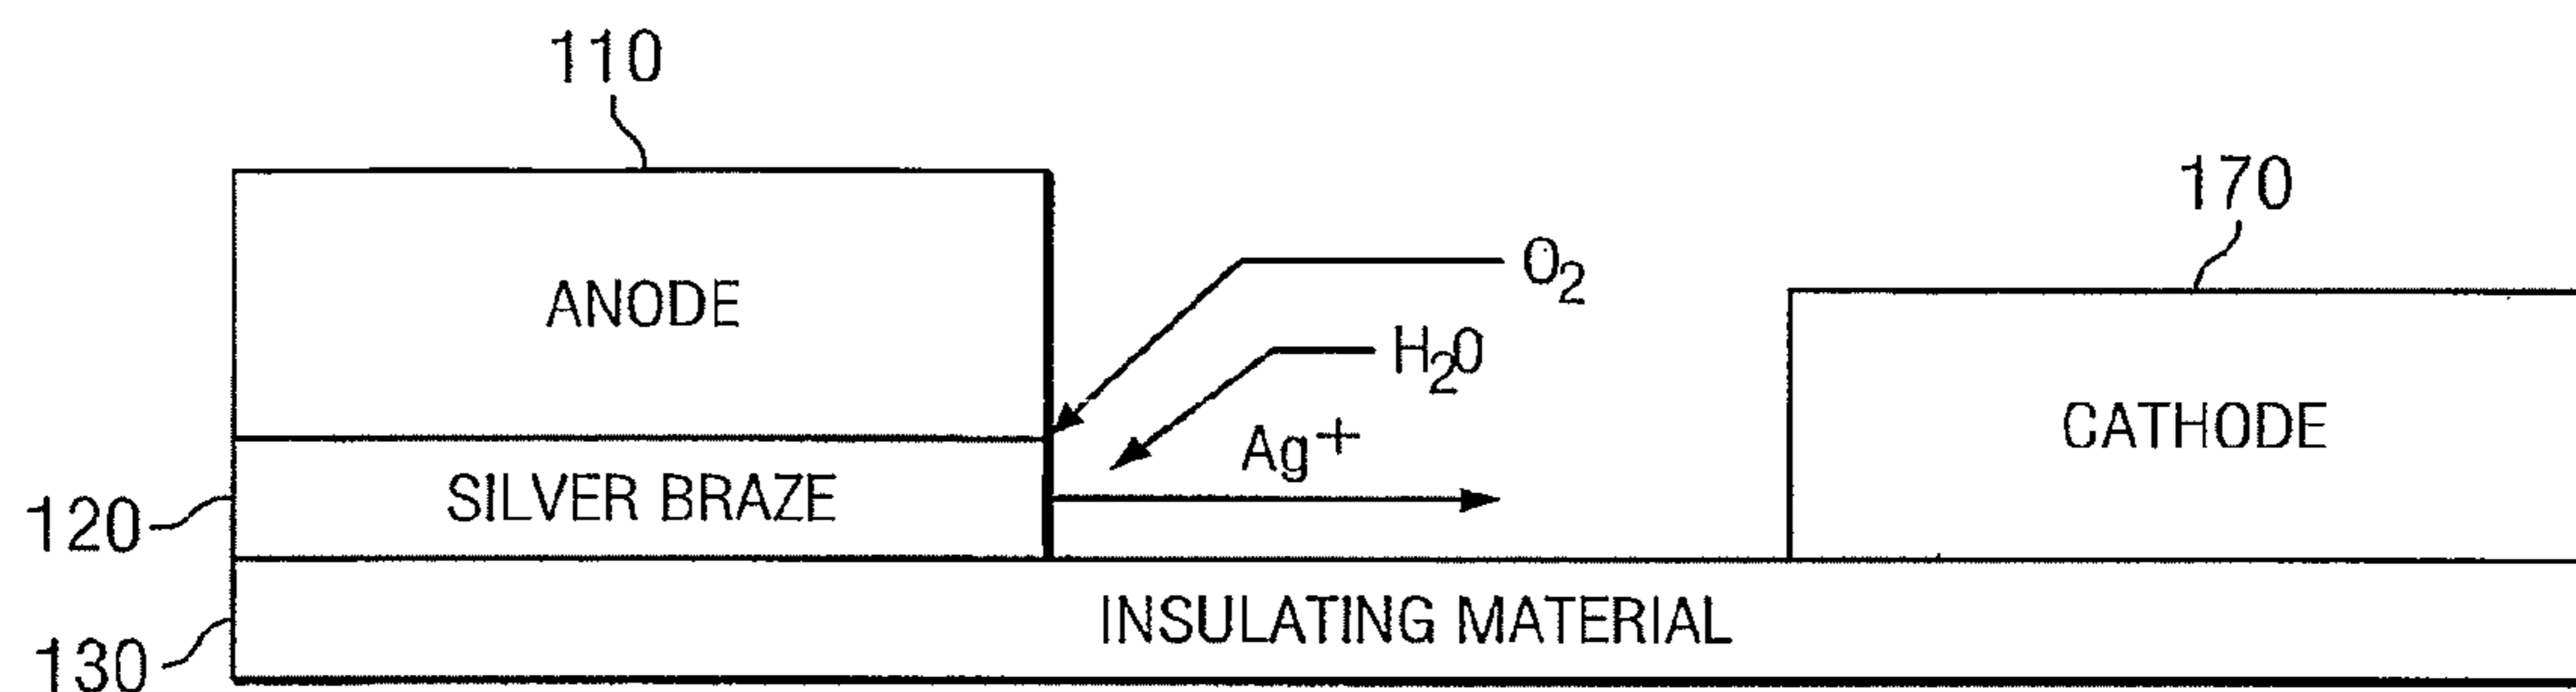 110
170
O2
H2O
ANODE
Ag+
CATHODE
SILVER BRAZE
120
INSULATING MATERIAL
130